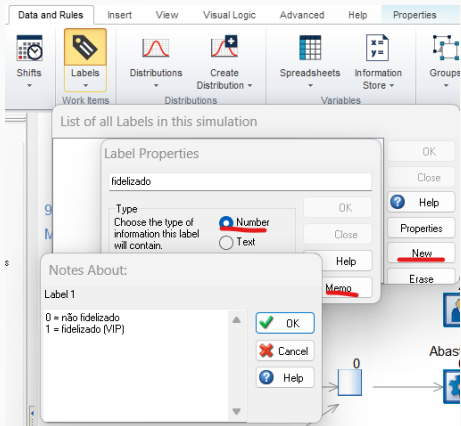 Data and Rules Insert View Visual Logic Advanced Help Properties
Shifts Labels Distributions Create Distribution Spreadsheets Information Store Groups
Work Items Distributions Variables
List of all Labels in this simulation
OK
Close
Help
Properties
New
Erase
Label Properties
fidelizado
Type
Choose the type of
information this label
will contain.
Number
Text
OK
Close
Help
Memo
Notes About:
Label 1
0 = não fidelizado
1 = fidelizado (VIP)
OK
Cancel
Help
9
s
Abast
0